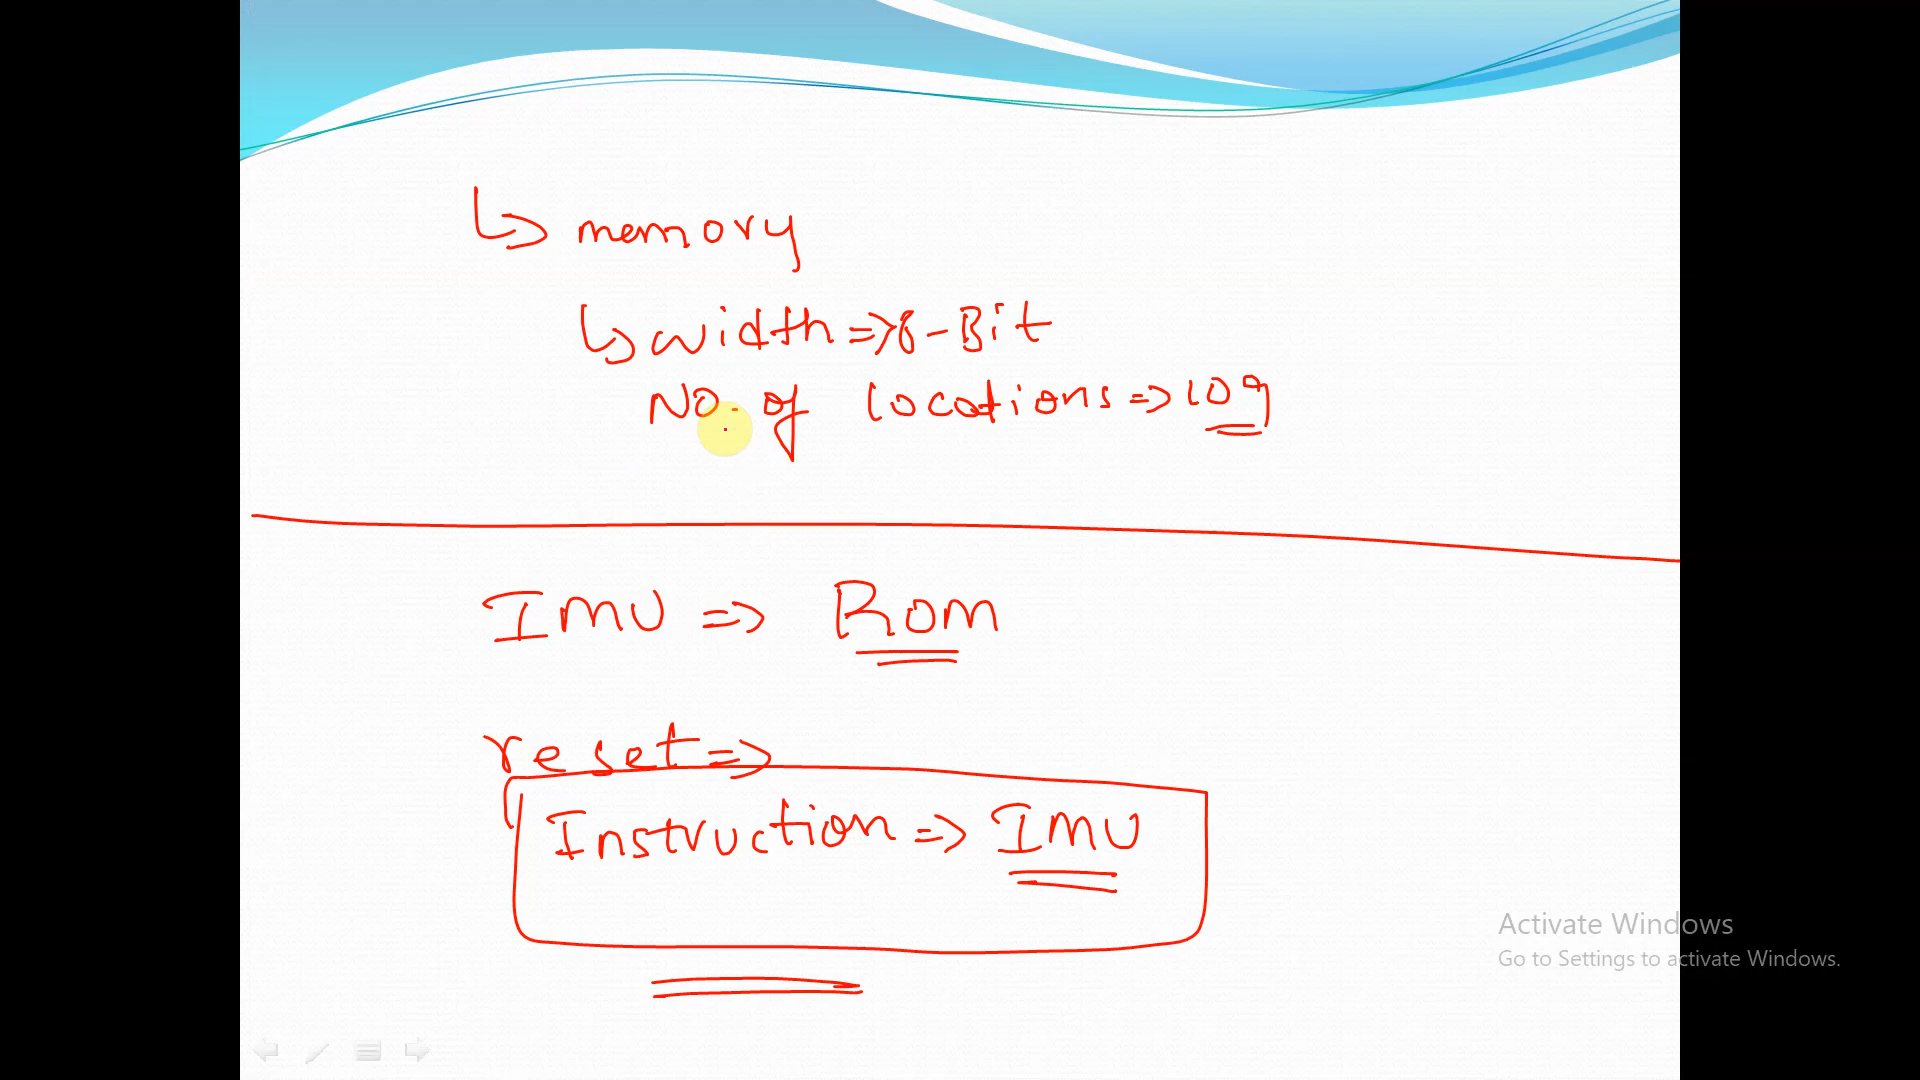 ↳ memory
↳ width => 8-Bit
No. of locations => 109
IMU => ROM
reset =>
Instruction => IMU
Activate Windows
Go to Settings to activate Windows.